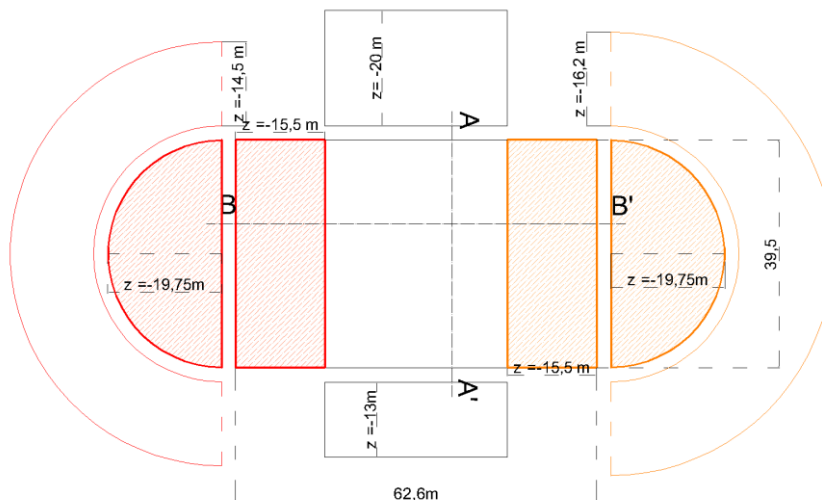 z =-14,5 m
z= -20 m
z =-16,2 m
z =-15,5 m
A
B
B'
39,5
z =-19,75m
z =-19,75m
z =-15,5 m
A'
z =-13m
62,6m